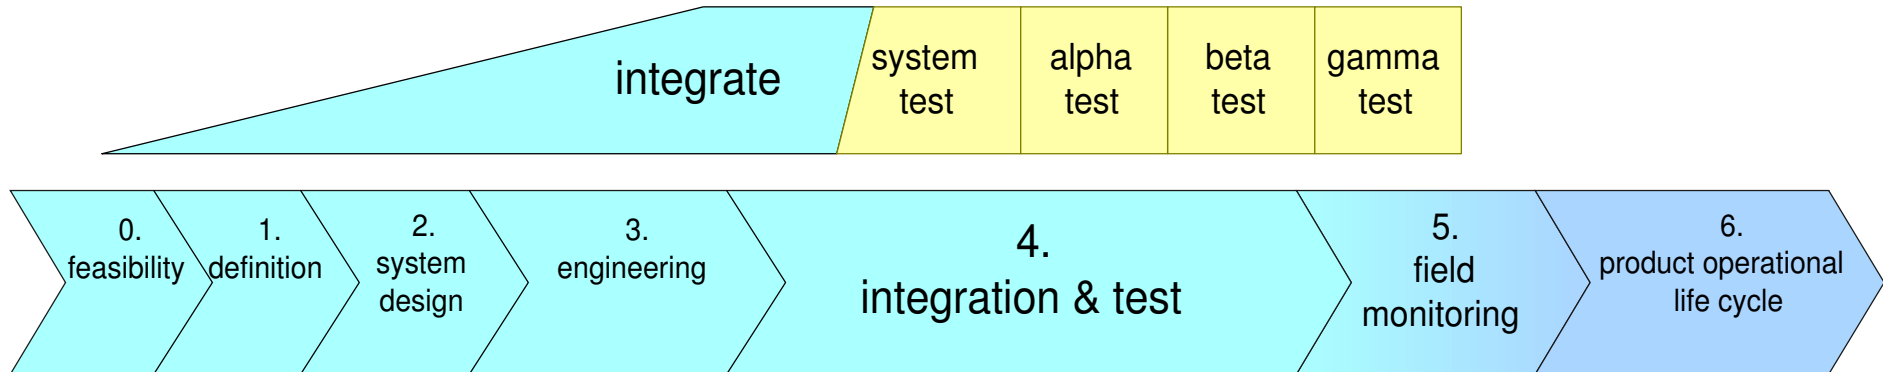 integrate
system
test
alpha
test
beta
test
gamma
test
0.
feasibility
1.
definition
2.
system
design
3.
engineering
4.
integration & test
5.
field
monitoring
6.
product operational
life cycle